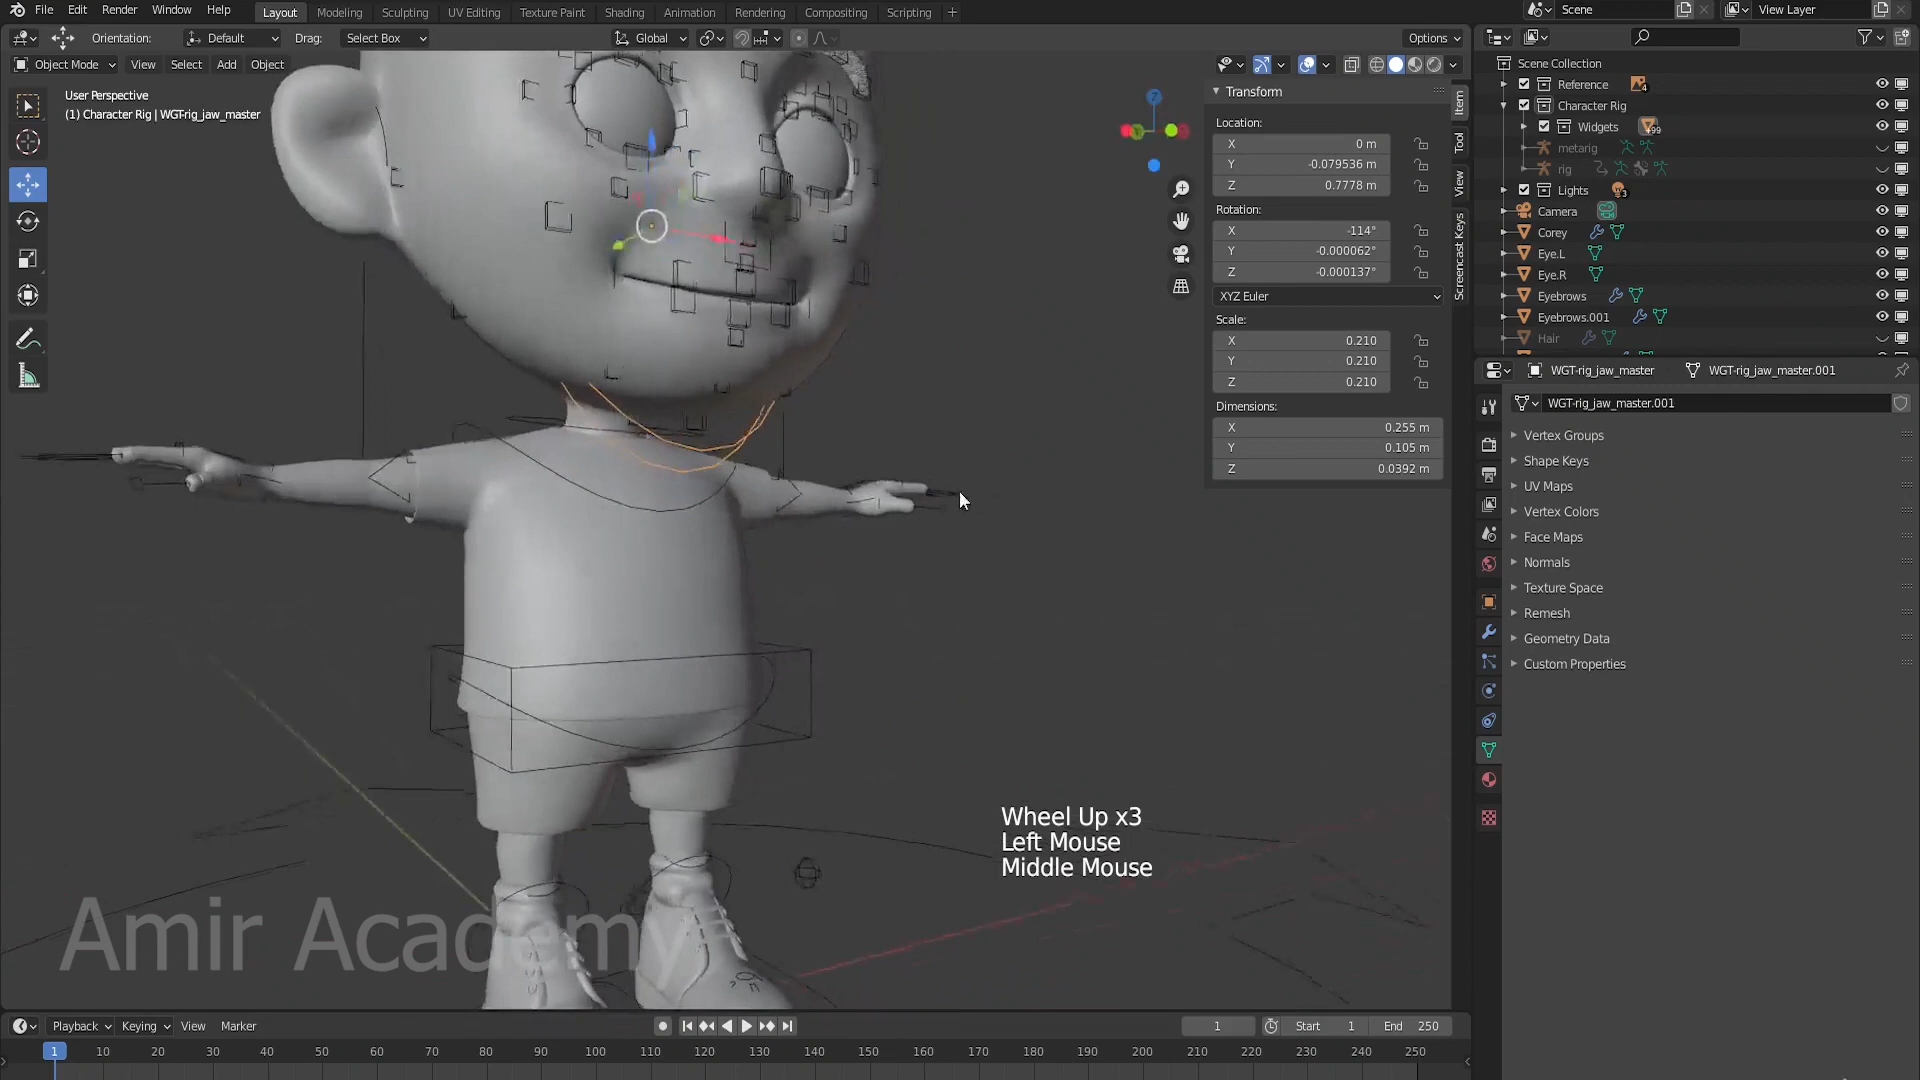 File Edit Render Window Help Layout Modeling Sculpting UV Editing Texture Paint Shading Animation Rendering Compositing Scripting + Scene View Layer
Orientation: Default Drag: Select Box Global Options
Object Mode View Select Add Object
User Perspective
(1) Character Rig | WGT-rig_jaw_master
Z
Transform
Location:
X 0 m
Y -0.079536 m
Z 0.7778 m
Rotation:
X -114°
Y -0.000062°
Z -0.000137°
XYZ Euler
Scale:
X 0.210
Y 0.210
Z 0.210
Dimensions:
X 0.255 m
Y 0.105 m
Z 0.0392 m
Item
Tool
View
Screencast Keys
Scene Collection
Reference 4
Character Rig
Widgets 499
metarig
rig
Lights 3
Camera
Corey
Eye.L
Eye.R
Eyebrows
Eyebrows.001
Hair
WGT-rig_jaw_master WGT-rig_jaw_master.001
WGT-rig_jaw_master.001
Vertex Groups
Shape Keys
UV Maps
Vertex Colors
Face Maps
Normals
Texture Space
Remesh
Geometry Data
Custom Properties
Wheel Up x3
Left Mouse
Middle Mouse
Amir Academy
Playback Keying View Marker 1 Start 1 End 250
1 10 20 30 40 50 60 70 80 90 100 110 120 130 140 150 160 170 180 190 200 210 220 230 240 250